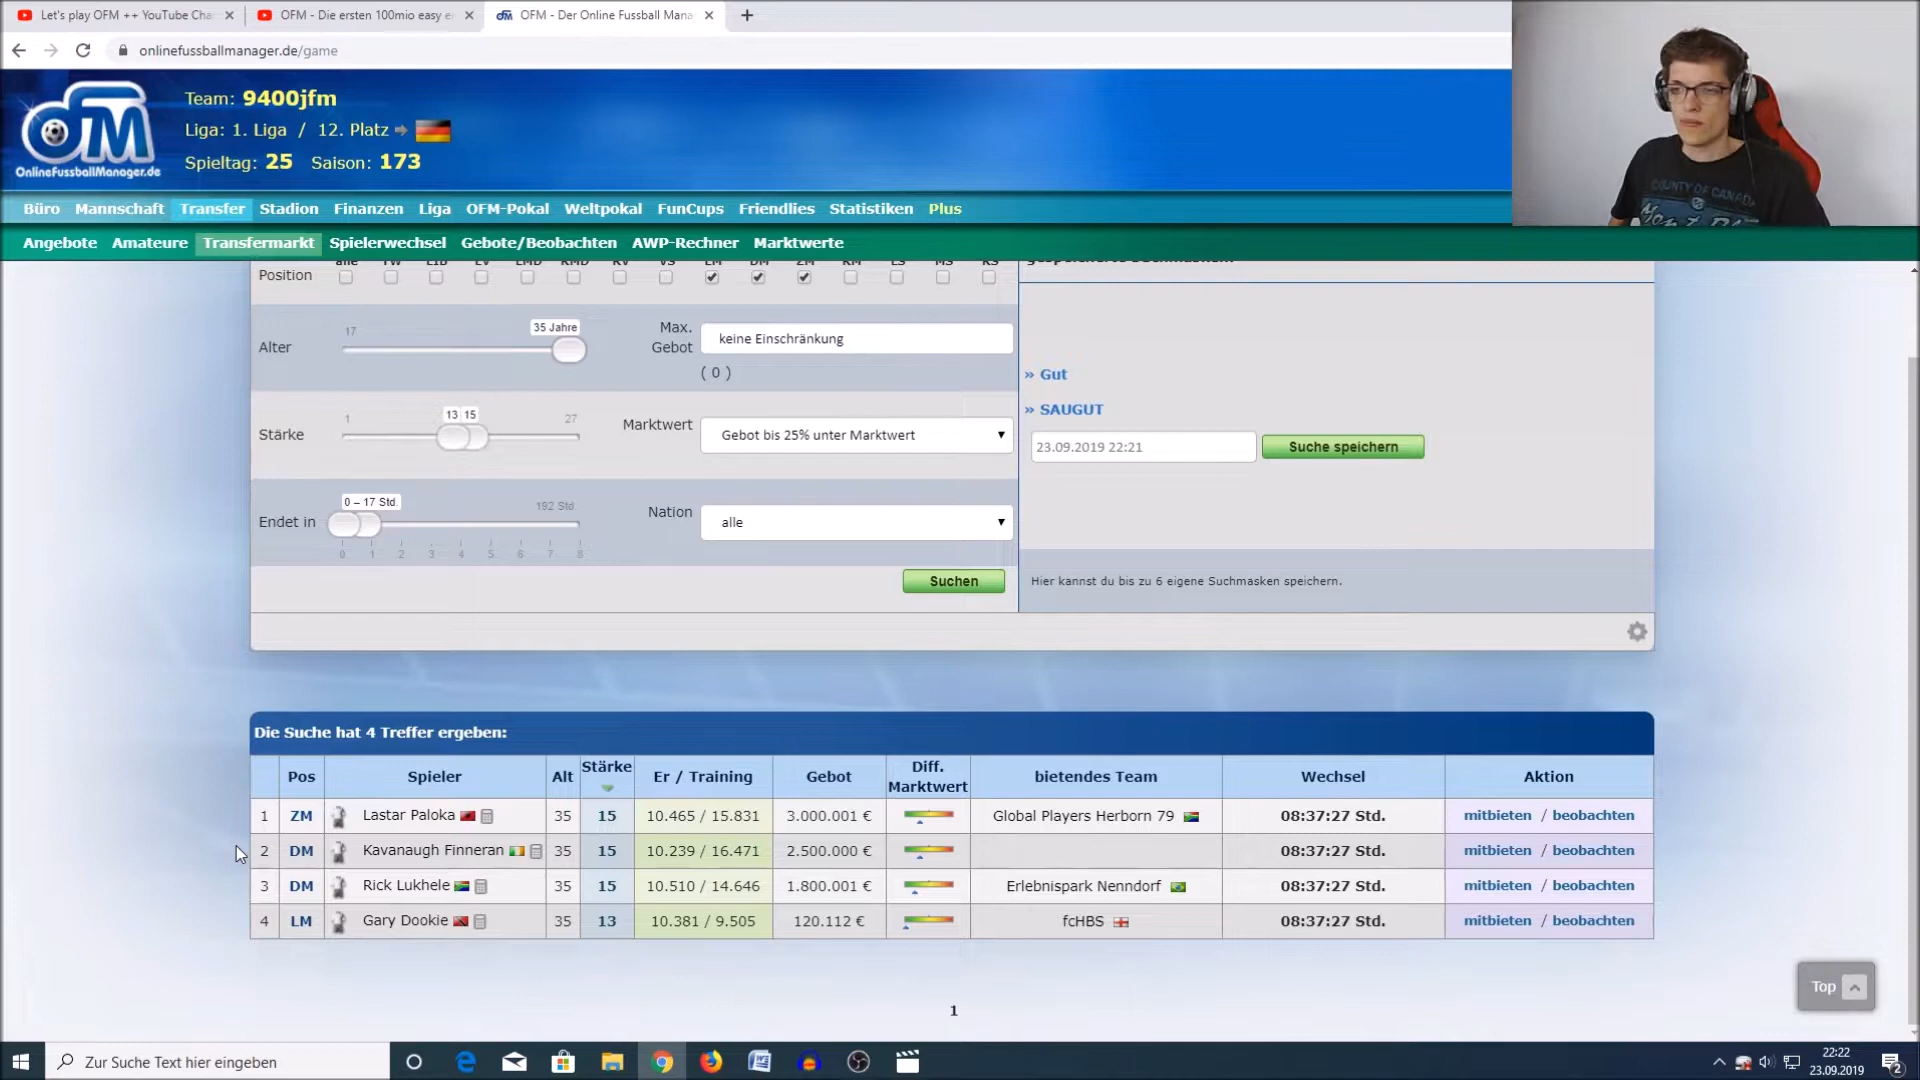 Let's play OFM ++ YouTube Cha
OFM - Die ersten 100mio easy e
OFM - Der Online Fussball Mana
onlinefussballmanager.de/game
OFM
OnlineFussballManager.de
Team: 9400jfm
Liga: 1. Liga / 12. Platz
Spieltag: 25 Saison: 173
Büro Mannschaft Transfer Stadion Finanzen Liga OFM-Pokal Weltpokal FunCups Friendlies Statistiken Plus
Angebote Amateure Transfermarkt Spielerwechsel Gebote/Beobachten AWP-Rechner Marktwerte
Position
Alter 17 35 Jahre Max. Gebot keine Einschränkung
( 0 )
Stärke 1 13 15 27 Marktwert Gebot bis 25% unter Marktwert
Endet in 0 – 17 Std. 192 Std Nation alle
0 1 2 3 4 5 6 7 8
Suchen
» Gut
» SAUGUT
23.09.2019 22:21 Suche speichern
Hier kannst du bis zu 6 eigene Suchmasken speichern.
Die Suche hat 4 Treffer ergeben:
Pos Spieler Alt Stärke Er / Training Gebot Diff. Marktwert bietendes Team Wechsel Aktion
1 ZM Lastar Paloka 35 15 10.465 / 15.831 3.000.001 € Global Players Herborn 79 08:37:27 Std. mitbieten / beobachten
2 DM Kavanaugh Finneran 35 15 10.239 / 16.471 2.500.000 € 08:37:27 Std. mitbieten / beobachten
3 DM Rick Lukhele 35 15 10.510 / 14.646 1.800.001 € Erlebnispark Nenndorf 08:37:27 Std. mitbieten / beobachten
4 LM Gary Dookie 35 13 10.381 / 9.505 120.112 € fcHBS 08:37:27 Std. mitbieten / beobachten
1
Top
Zur Suche Text hier eingeben
22:22
23.09.2019
2